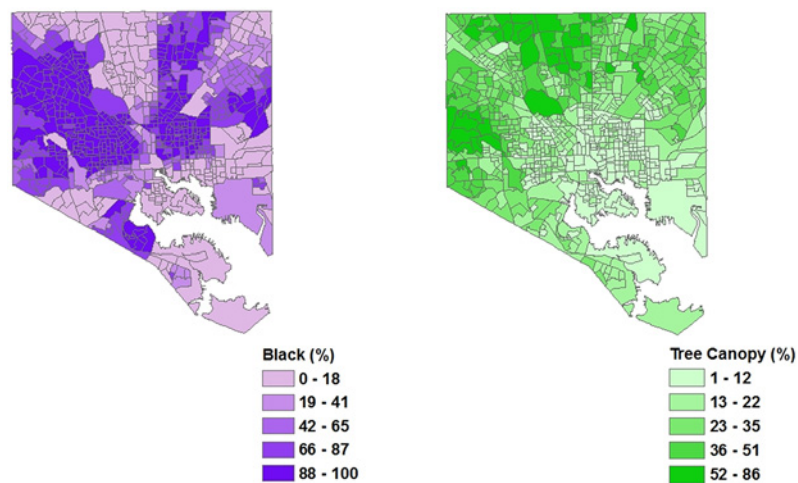 Black (%)
0 - 18
19 - 41
42 - 65
66 - 87
88 - 100
Tree Canopy (%)
1 - 12
13 - 22
23 - 35
36 - 51
52 - 86